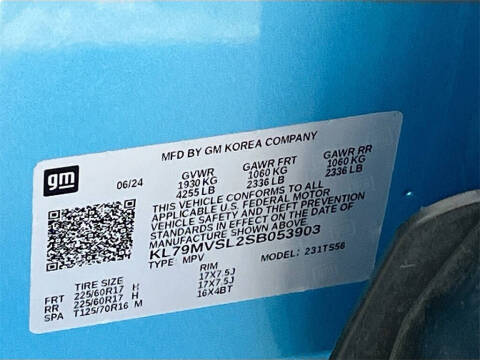 gm
MFD BY GM KOREA COMPANY
06/24 GVWR GAWR FRT GAWR RR
1930 KG 1060 KG 1060 KG
4255 LB 2336 LB 2336 LB
THIS VEHICLE CONFORMS TO ALL
APPLICABLE U.S. FEDERAL MOTOR
VEHICLE SAFETY AND THEFT PREVENTION
STANDARDS IN EFFECT ON THE DATE OF
MANUFACTURE SHOWN ABOVE
KL79MVSL2SB053903
TYPE: MPV MODEL: 231TS56
TIRE SIZE RIM
FRT 225/60R17 H 17X7.5J
RR 225/60R17 H 17X7.5J
SPA T125/70R16 M 16X4BT